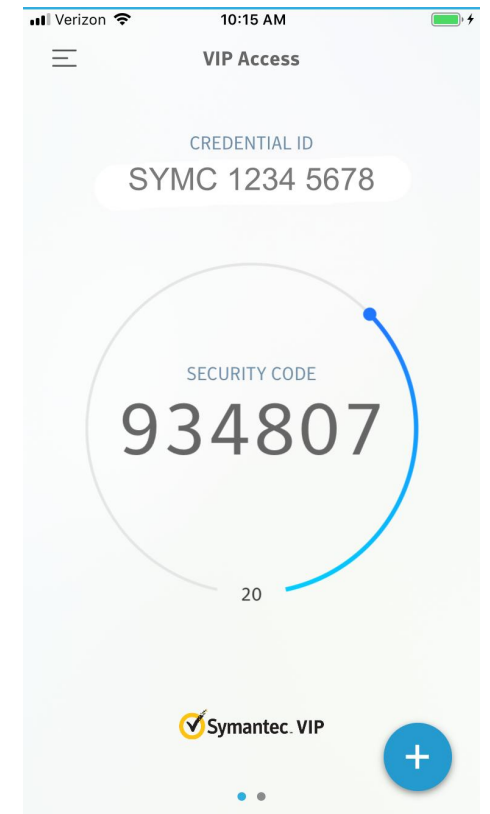 Verizon 10:15 AM
VIP Access
CREDENTIAL ID
SYMC 1234 5678
SECURITY CODE
934807
20
Symantec. VIP
+